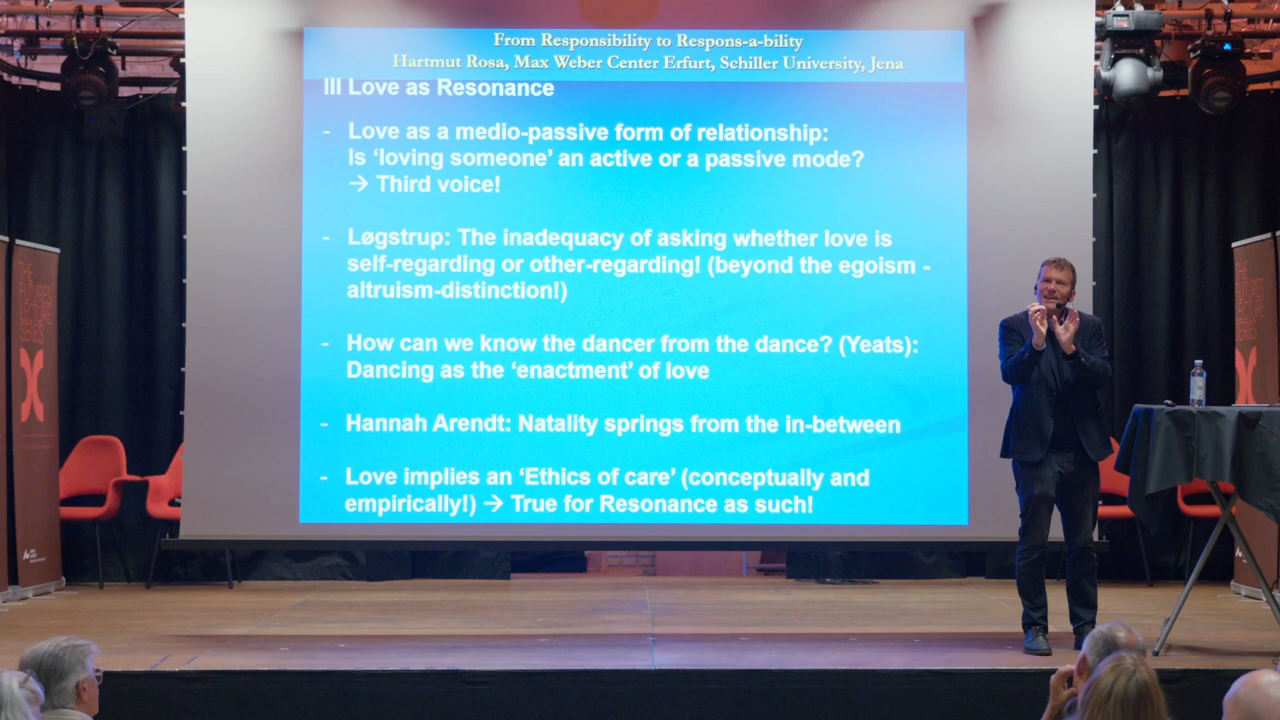 From Responsibility to Respons-a-bility
Hartmut Rosa, Max Weber Center Erfurt, Schiller University, Jena
III Love as Resonance
- Love as a medio-passive form of relationship:
Is ‘loving someone’ an active or a passive mode?
→ Third voice!
- Løgstrup: The inadequacy of asking whether love is
self-regarding or other-regarding! (beyond the egoism -
altruism-distinction!)
- How can we know the dancer from the dance? (Yeats):
Dancing as the ‘enactment’ of love
- Hannah Arendt: Natality springs from the in-between
- Love implies an ‘Ethics of care’ (conceptually and
empirically!) → True for Resonance as such!